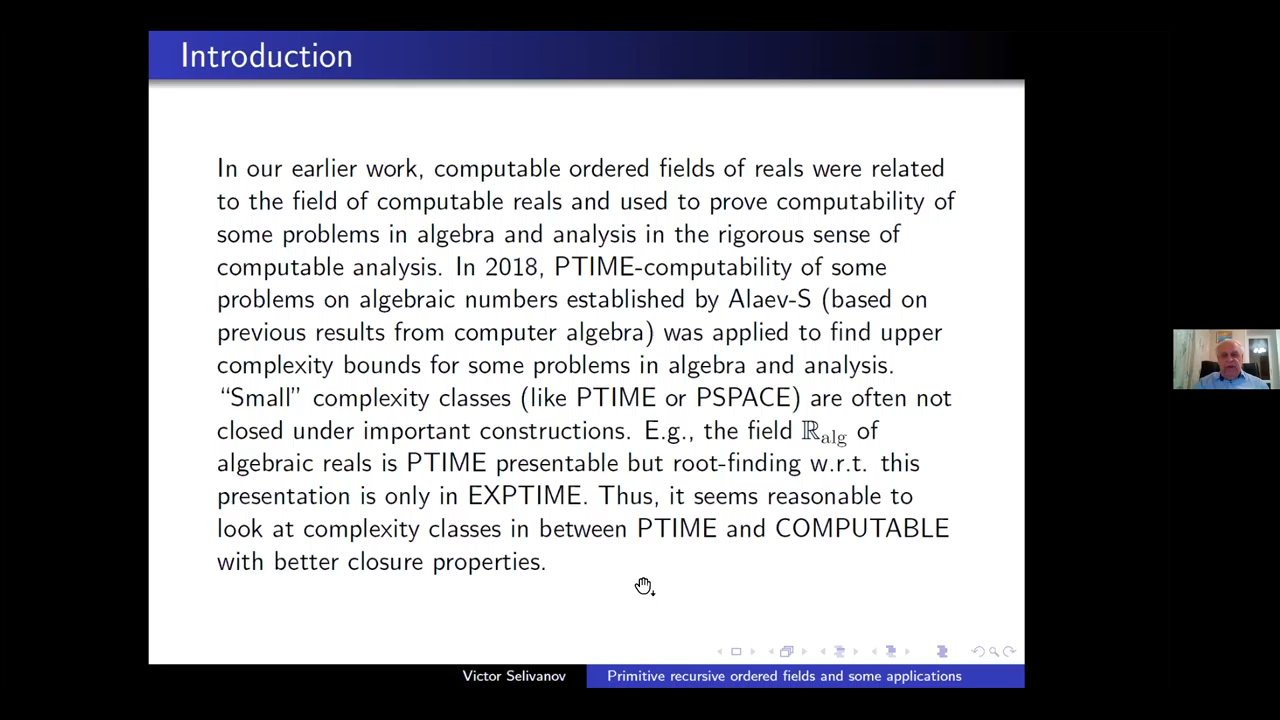 Introduction
In our earlier work, computable ordered fields of reals were related
to the field of computable reals and used to prove computability of
some problems in algebra and analysis in the rigorous sense of
computable analysis. In 2018, PTIME-computability of some
problems on algebraic numbers established by Alaev-S (based on
previous results from computer algebra) was applied to find upper
complexity bounds for some problems in algebra and analysis.
“Small” complexity classes (like PTIME or PSPACE) are often not
closed under important constructions. E.g., the field ℝalg of
algebraic reals is PTIME presentable but root-finding w.r.t. this
presentation is only in EXPTIME. Thus, it seems reasonable to
look at complexity classes in between PTIME and COMPUTABLE
with better closure properties.
Victor Selivanov
Primitive recursive ordered fields and some applications